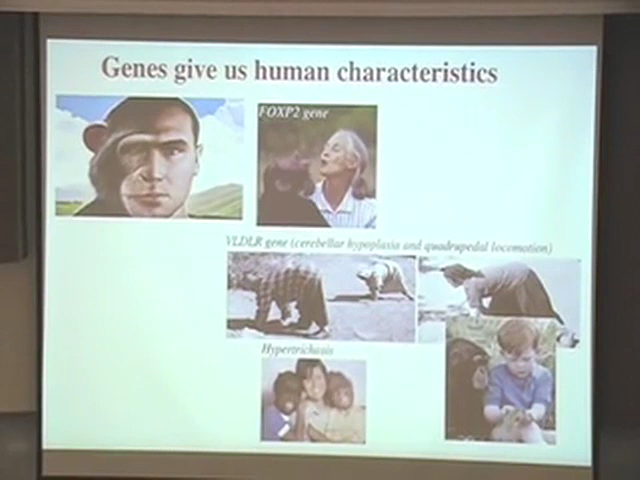 Genes give us human characteristics
FOXP2 gene
VLDLR gene (cerebellar hypoplasia and quadrupedal locomotion)
Hypertrichosis